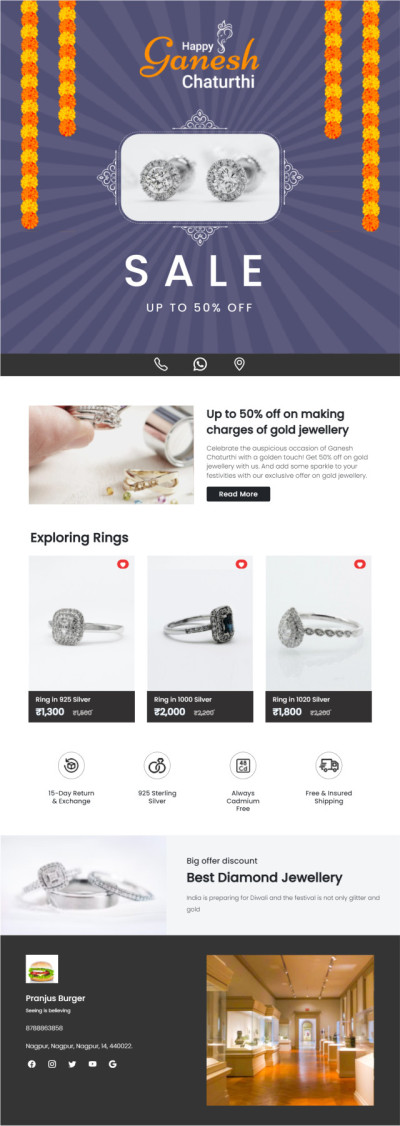 Happy
Ganesh
Chaturthi
SALE
UP TO 50% OFF
Up to 50% off on making
charges of gold jewellery
Celebrate the auspicious occasion of Ganesh
Chaturthi with a golden touch! Get 50% off on gold
jewellery with us. And add some sparkle to your
festivities with our exclusive offer on gold jewellery.
Read More
Exploring Rings
Ring in 925 Silver
₹1,300 ₹1,500
Ring in 1000 Silver
₹2,000 ₹2,200
Ring in 1020 Silver
₹1,800 ₹2,200
15-Day Return
& Exchange
925 Sterling
Silver
48
Cd
Always
Cadmium
Free
Free & Insured
Shipping
Big offer discount
Best Diamond Jewellery
India is preparing for Diwali and the festival is not only glitter and
gold
Pranjus Burger
Seeing is believing
8788863858
Nagpur, Nagpur, Nagpur, 14, 440022.